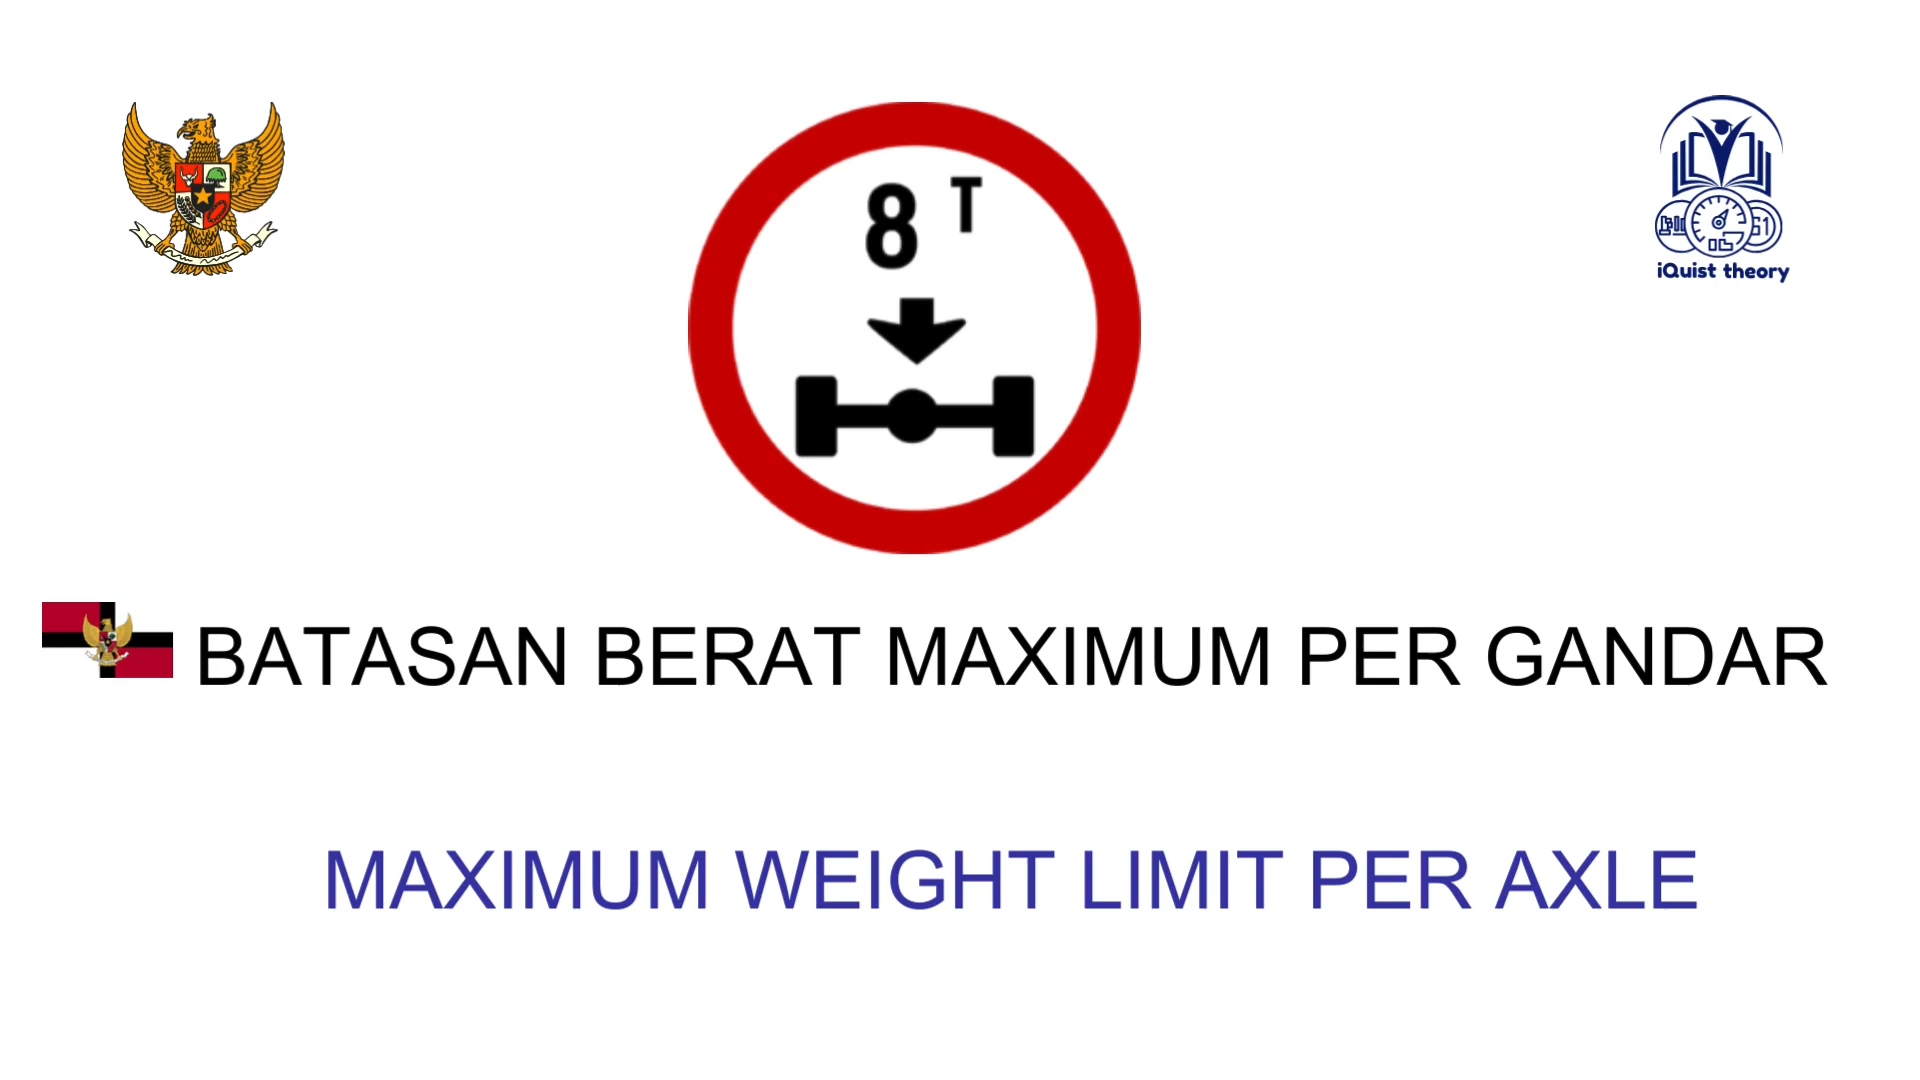 8 T
iQuist theory
BATASAN BERAT MAXIMUM PER GANDAR
MAXIMUM WEIGHT LIMIT PER AXLE